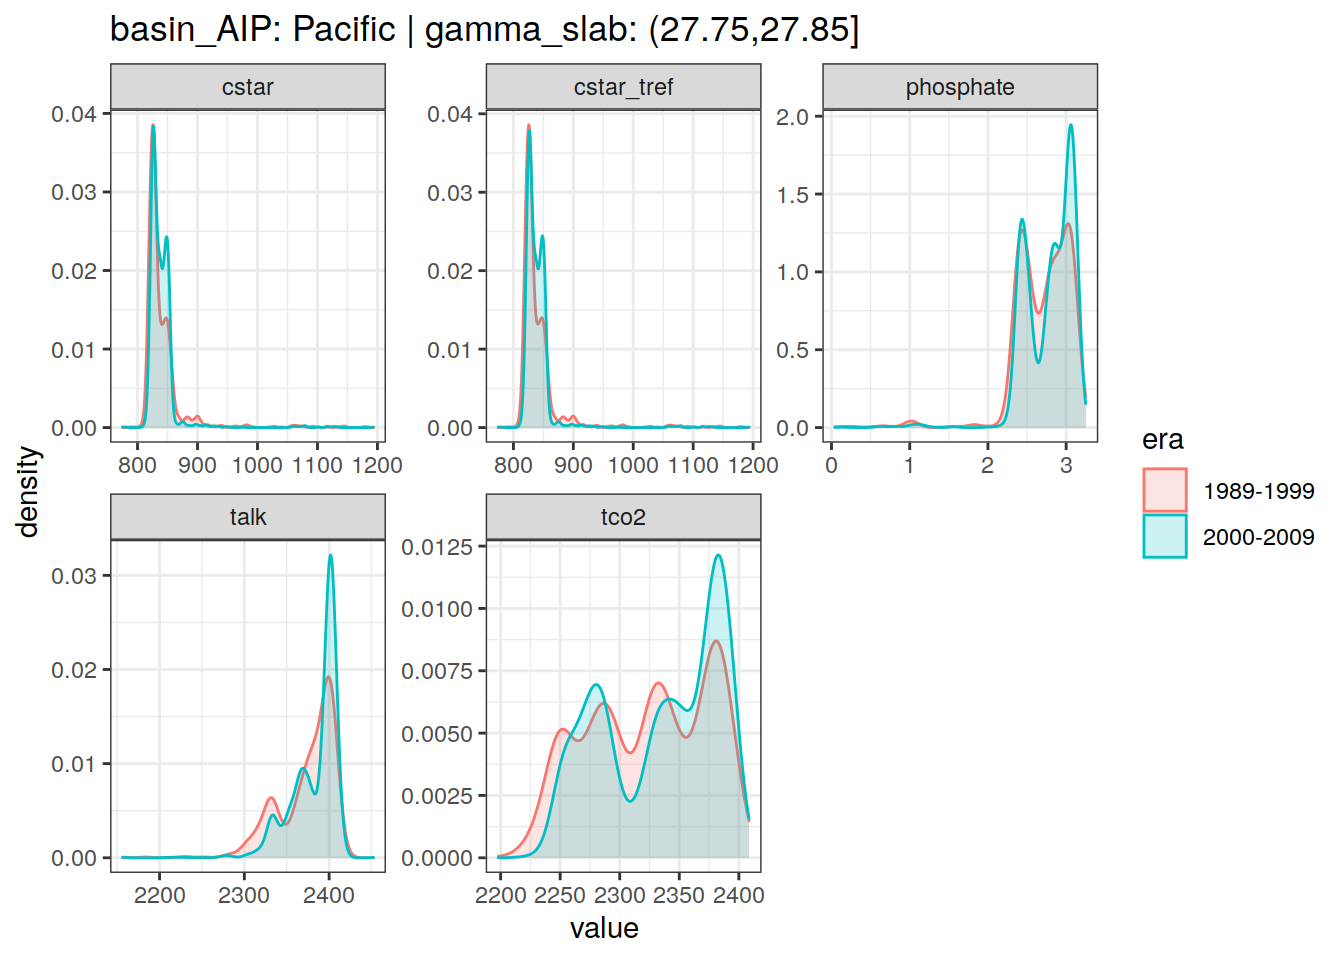 basin_AIP: Pacific | gamma_slab: (27.75,27.85]
cstar
cstar_tref
phosphate
0.04
0.03
0.02
0.01
0.00
800 900 1000 1100 1200
0.04
0.03
0.02
0.01
0.00
800 900 1000 1100 1200
2.0
1.5
1.0
0.5
0.0
0 1 2 3
density
talk
tco2
0.03
0.02
0.01
0.00
2200 2300 2400
0.0125
0.0100
0.0075
0.0050
0.0025
0.0000
2200 2250 2300 2350 2400
value
era
1989-1999
2000-2009